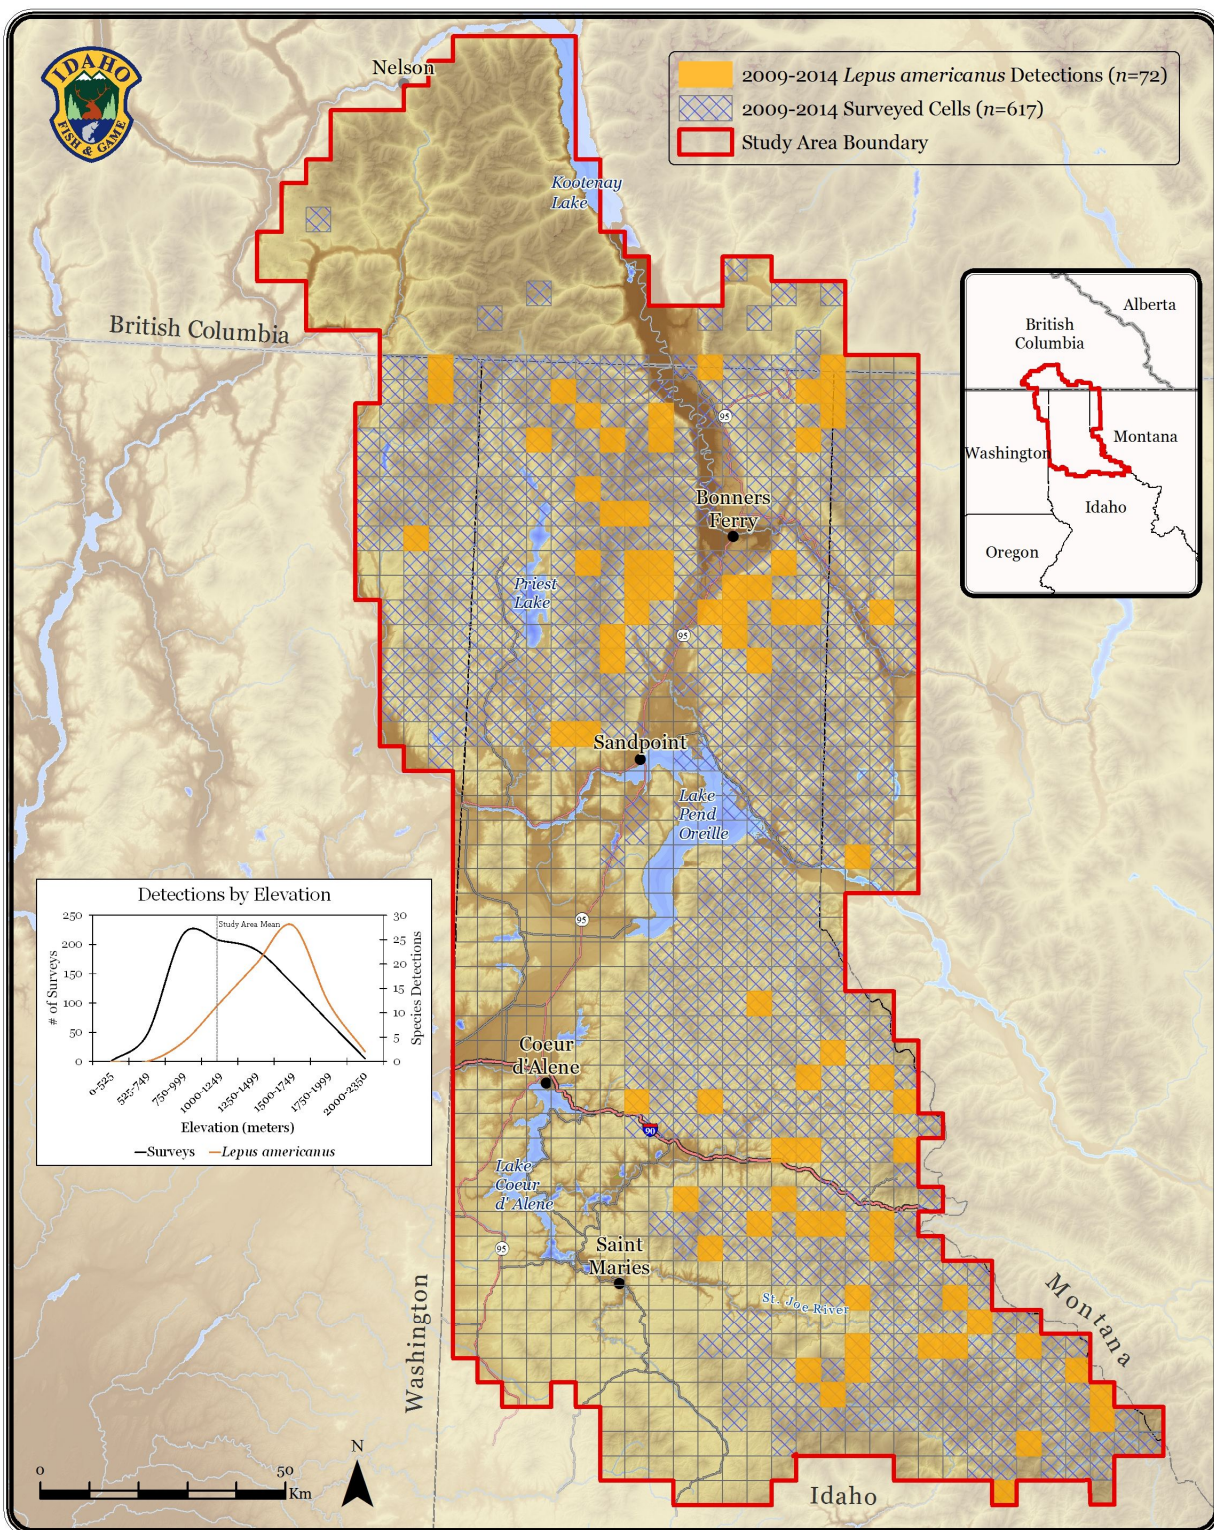 IDAHO
FISH & GAME
Nelson
2009-2014 Lepus americanus Detections (n=72)
2009-2014 Surveyed Cells (n=617)
Study Area Boundary
Kootenay
Lake
British Columbia
Alberta
British
Columbia
Washington
Montana
Idaho
Oregon
95
Bonners
Ferry
Priest
Lake
95
Sandpoint
Lake
Pend
Oreille
95
Detections by Elevation
# of Surveys
250
200
150
100
50
0
Study Area Mean
30
25
20
15
10
5
0
Species Detections
0-525
525-749
750-999
1000-1249
1250-1499
1500-1749
1750-1999
2000-2350
Elevation (meters)
Surveys
Lepus americanus
Coeur
d'Alene
90
Lake
Coeur
d'Alene
95
Saint
Maries
St. Joe River
Montana
Washington
Idaho
N
0
50
Km